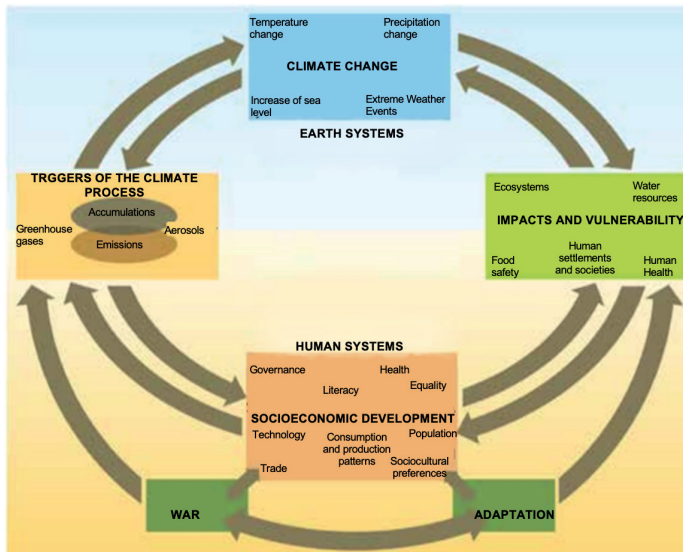 Temperature
change
Precipitation
change
CLIMATE CHANGE
Increase of sea
level
Extreme Weather
Events
EARTH SYSTEMS
TRGGERS OF THE CLIMATE
PROCESS
Accumulations
Greenhouse
gases
Aerosols
Emissions
Ecosystems
Water
resources
IMPACTS AND VULNERABILITY
Food
safety
Human
settlements
and societies
Human
Health
HUMAN SYSTEMS
Governance
Health
Literacy
Equality
SOCIOECONOMIC DEVELOPMENT
Technology
Consumption
and production
patterns
Population
Trade
Sociocultural
preferences
WAR
ADAPTATION